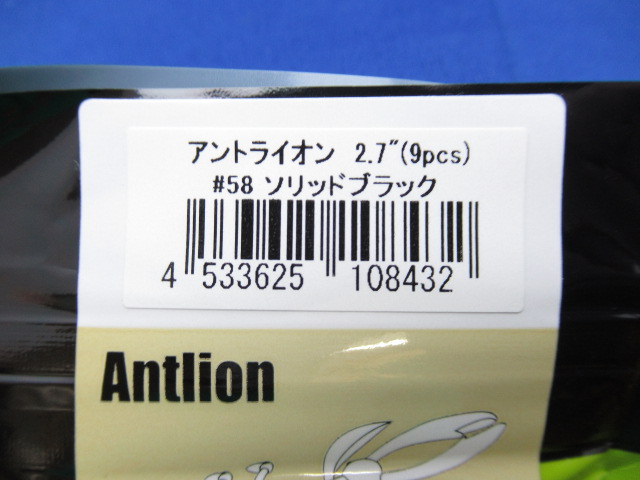 アントライオン 2.7"(9pcs)
#58 ソリッドブラック
4 533625 108432
Antlion